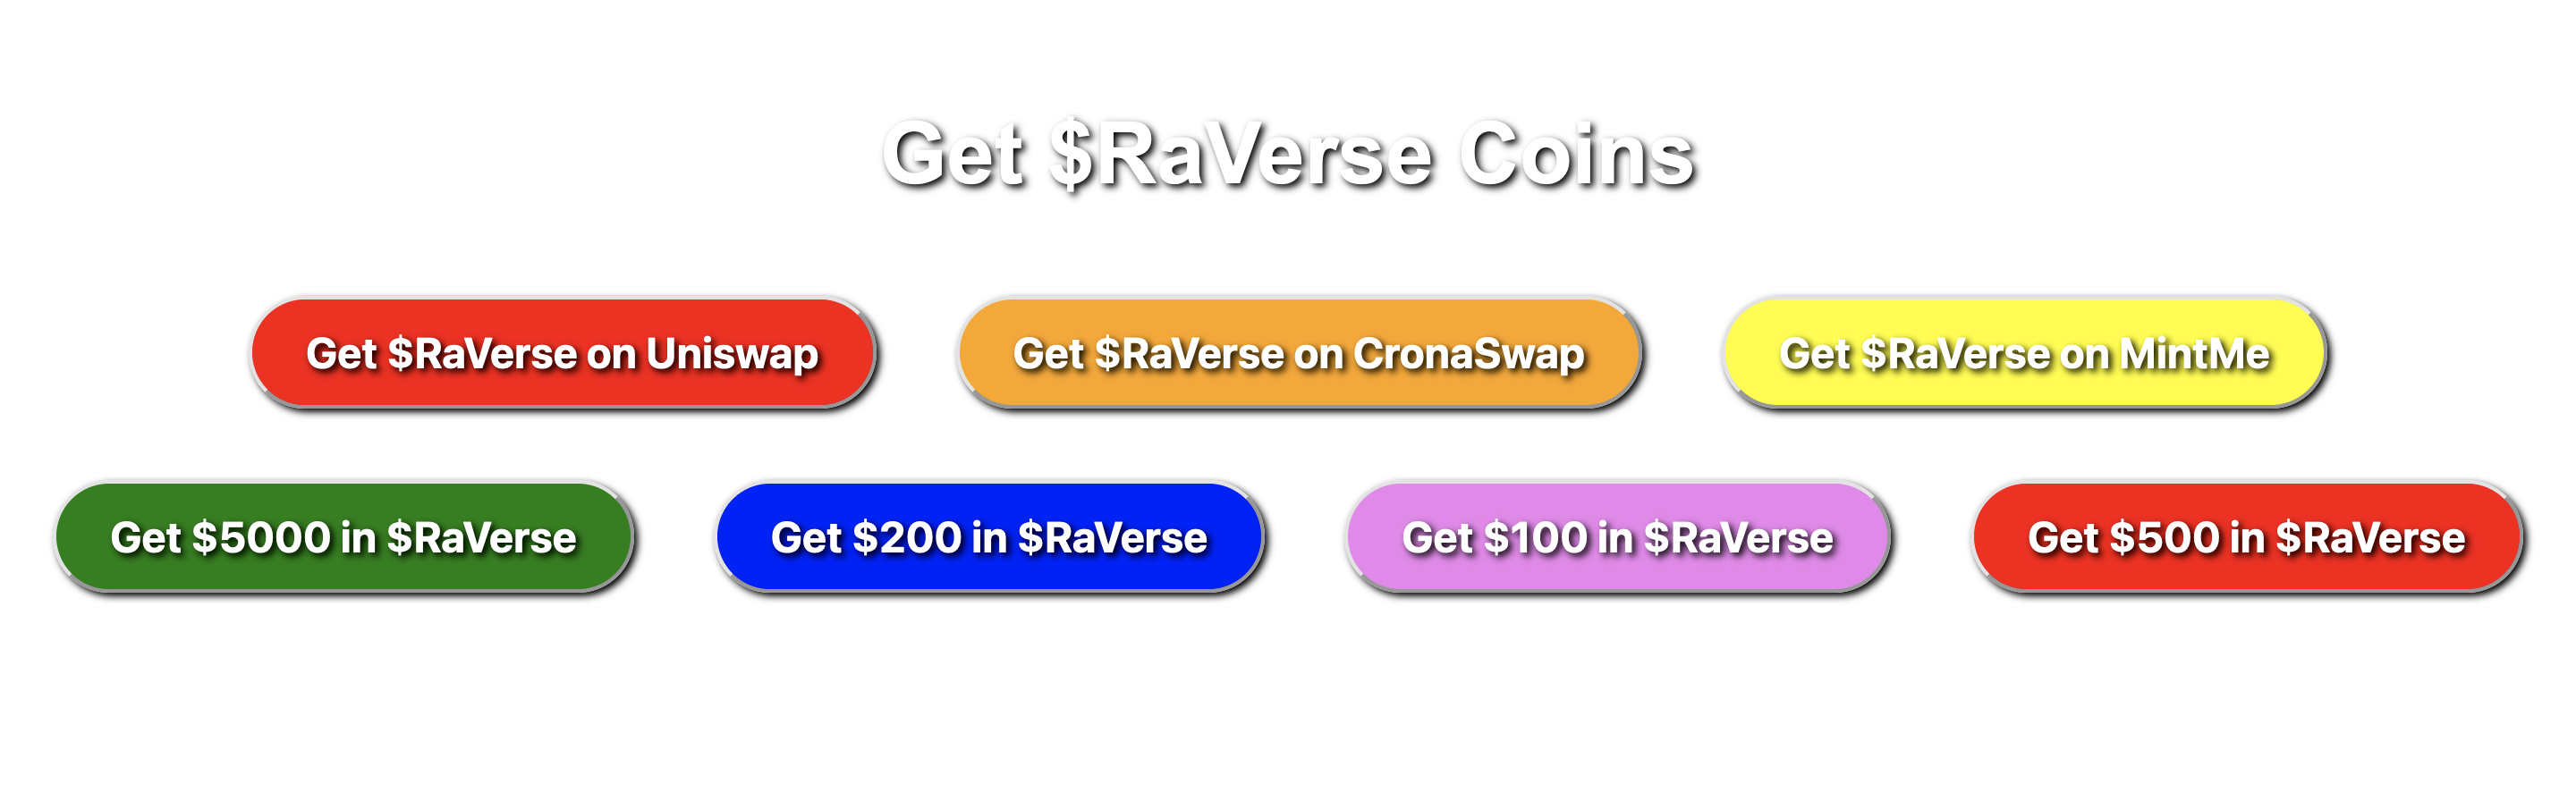 Get $RaVerse Coins
Get $RaVerse on Uniswap
Get $RaVerse on CronaSwap
Get $RaVerse on MintMe
Get $5000 in $RaVerse
Get $200 in $RaVerse
Get $100 in $RaVerse
Get $500 in $RaVerse